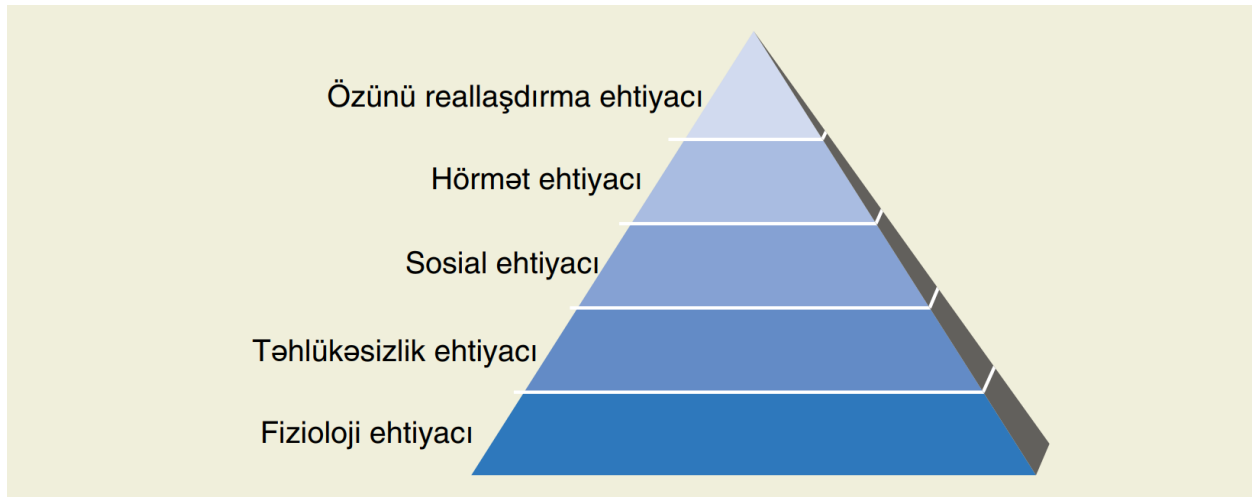 Özünü reallaşdırma ehtiyacı
Hörmət ehtiyacı
Sosial ehtiyacı
Təhlükəsizlik ehtiyacı
Fizioloji ehtiyacı